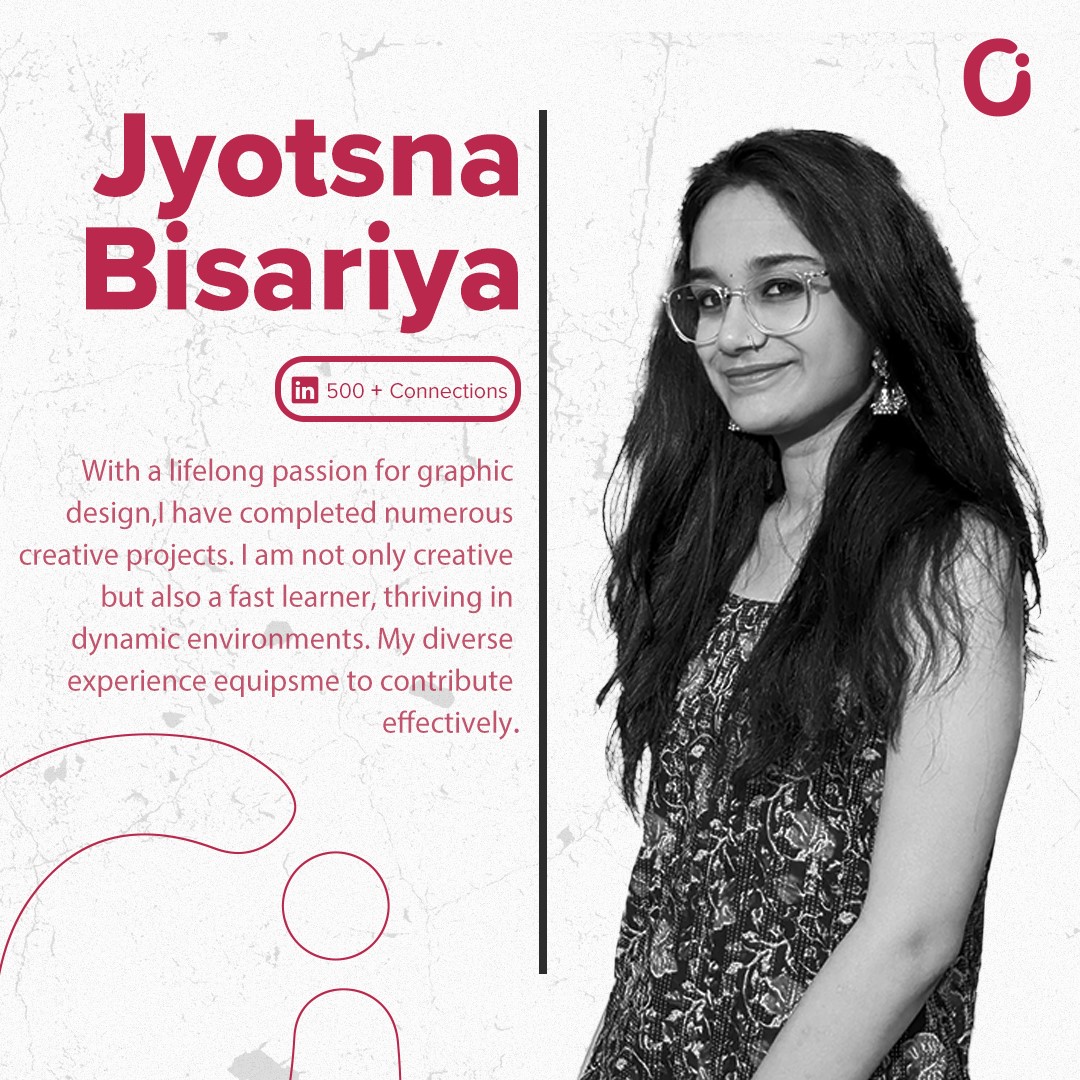 Jyotsna
Bisariya
in 500 + Connections
With a lifelong passion for graphic
design,I have completed numerous
creative projects. I am not only creative
but also a fast learner, thriving in
dynamic environments. My diverse
experience equipsme to contribute
effectively.